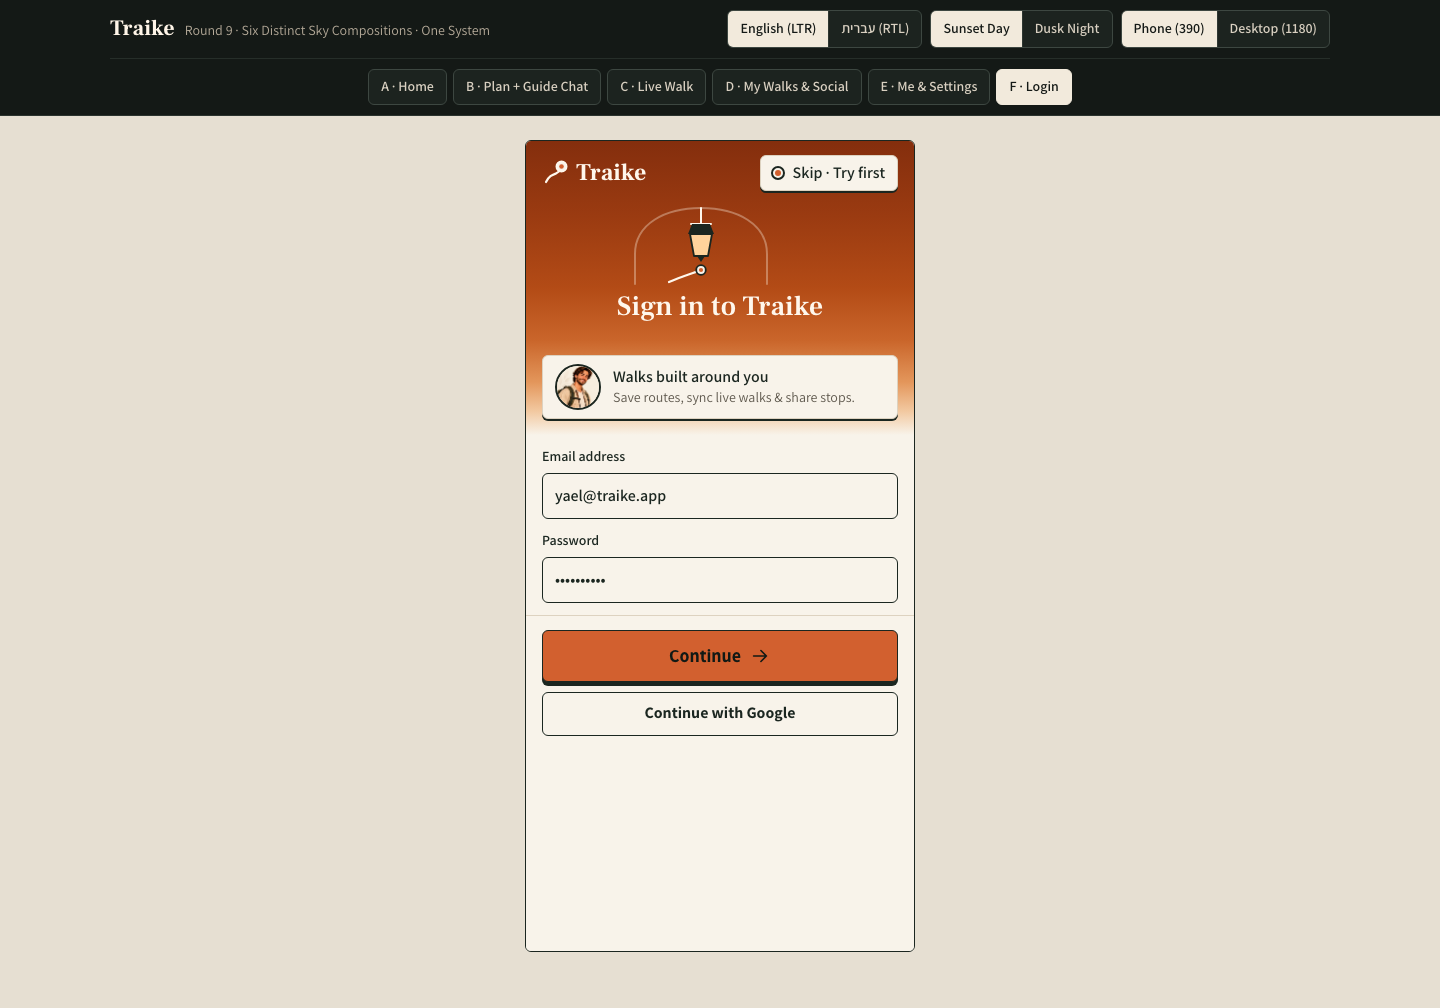 Traike Round 9 · Six Distinct Sky Compositions · One System
English (LTR) עברית (RTL) Sunset Day Dusk Night Phone (390) Desktop (1180)
A · Home B · Plan + Guide Chat C · Live Walk D · My Walks & Social E · Me & Settings F · Login
Traike Skip · Try first
Sign in to Traike
Walks built around you
Save routes, sync live walks & share stops.
Email address
yael@traike.app
Password
••••••••••
Continue →
Continue with Google